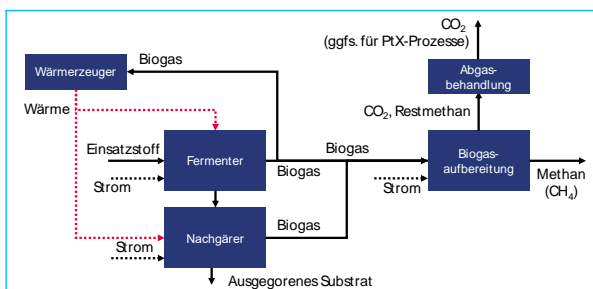 CO2
(ggfs. für PtX-Prozesse)
Biogas
Wärmerzeuger
Abgas-
behandlung
Wärme
CO2, Restmethan
Einsatzstoff
Fermenter
Biogas
Biogas
Biogas-
aufbereitung
Strom
Strom
Methan
(CH4)
Biogas
Nachgärer
Strom
Ausgegorenes Substrat